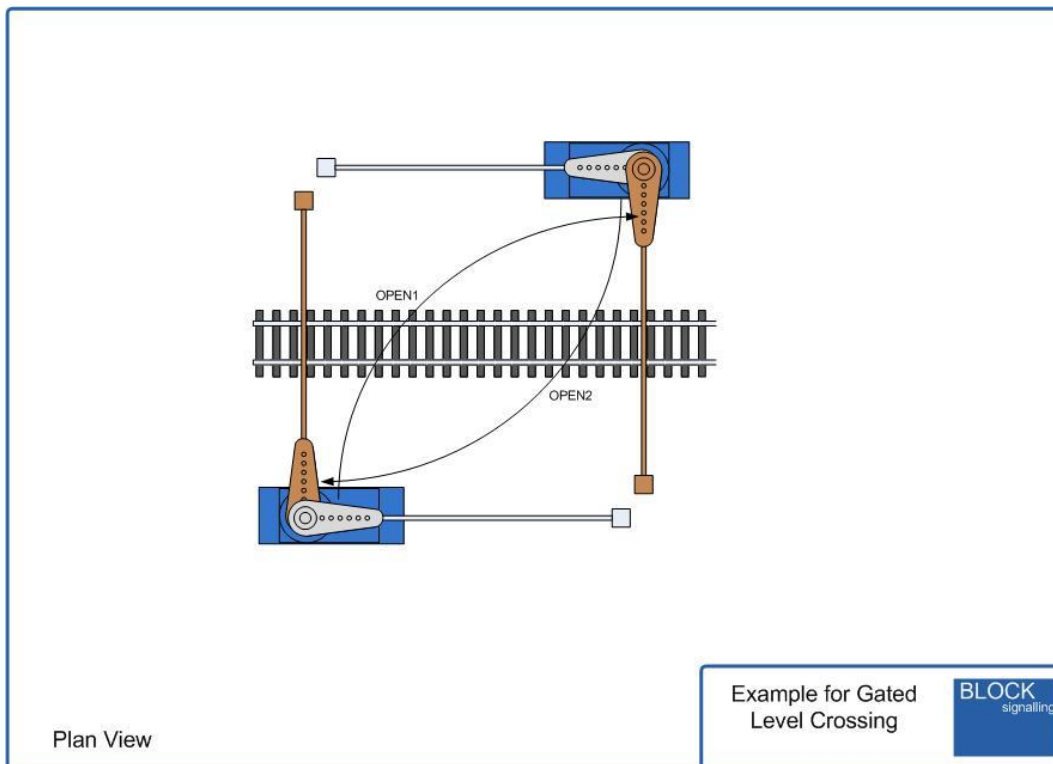 OPEN1
OPEN2
Plan View
Example for Gated
Level Crossing
BLOCK
signalling